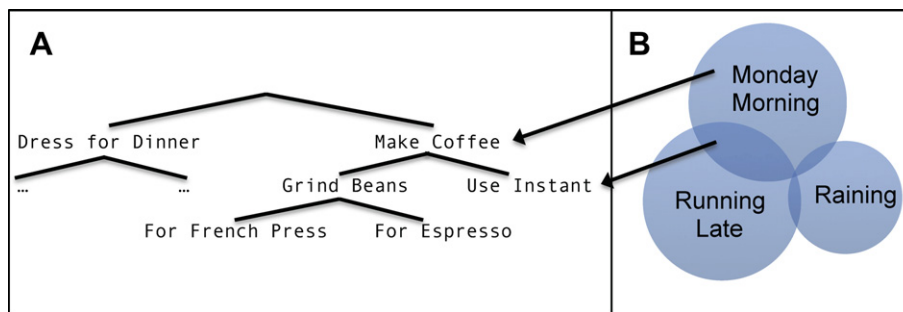 A
Dress for Dinner
Make Coffee
…
…
Grind Beans
Use Instant
For French Press
For Espresso
B
Monday
Morning
Running
Late
Raining